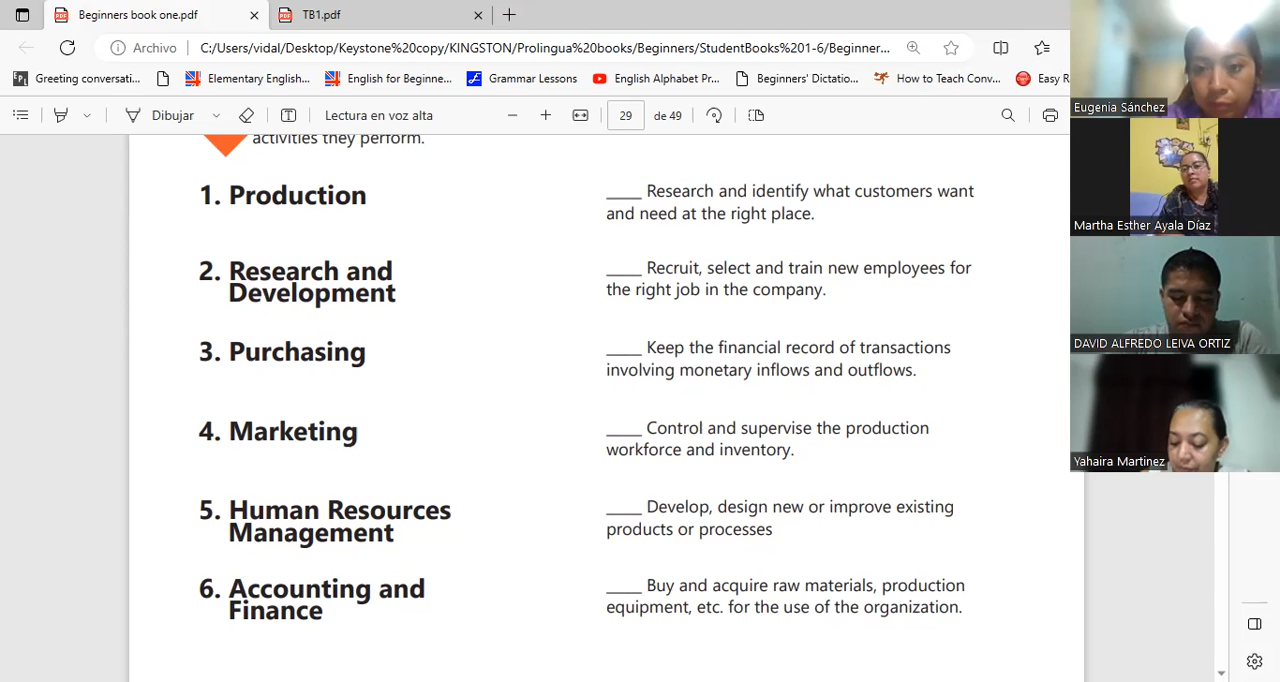 Beginners book one.pdf
TB1.pdf
Archivo
C:/Users/vidal/Desktop/Keystone%20copy/KINGSTON/Prolingua%20books/Beginners/StudentBooks%201-6/Beginner...
Greeting conversati...
Elementary English...
English for Beginne...
Grammar Lessons
English Alphabet Pr...
Beginners' Dictatio...
How to Teach Conv...
Easy R
Dibujar
Lectura en voz alta
29
de 49
activities they perform.
1. Production
____ Research and identify what customers want
and need at the right place.
2. Research and
Development
____ Recruit, select and train new employees for
the right job in the company.
3. Purchasing
____ Keep the financial record of transactions
involving monetary inflows and outflows.
4. Marketing
____ Control and supervise the production
workforce and inventory.
5. Human Resources
Management
____ Develop, design new or improve existing
products or processes
6. Accounting and
Finance
____ Buy and acquire raw materials, production
equipment, etc. for the use of the organization.
Eugenia Sánchez
Martha Esther Ayala Díaz
DAVID ALFREDO LEIVA ORTIZ
Yahaira Martinez